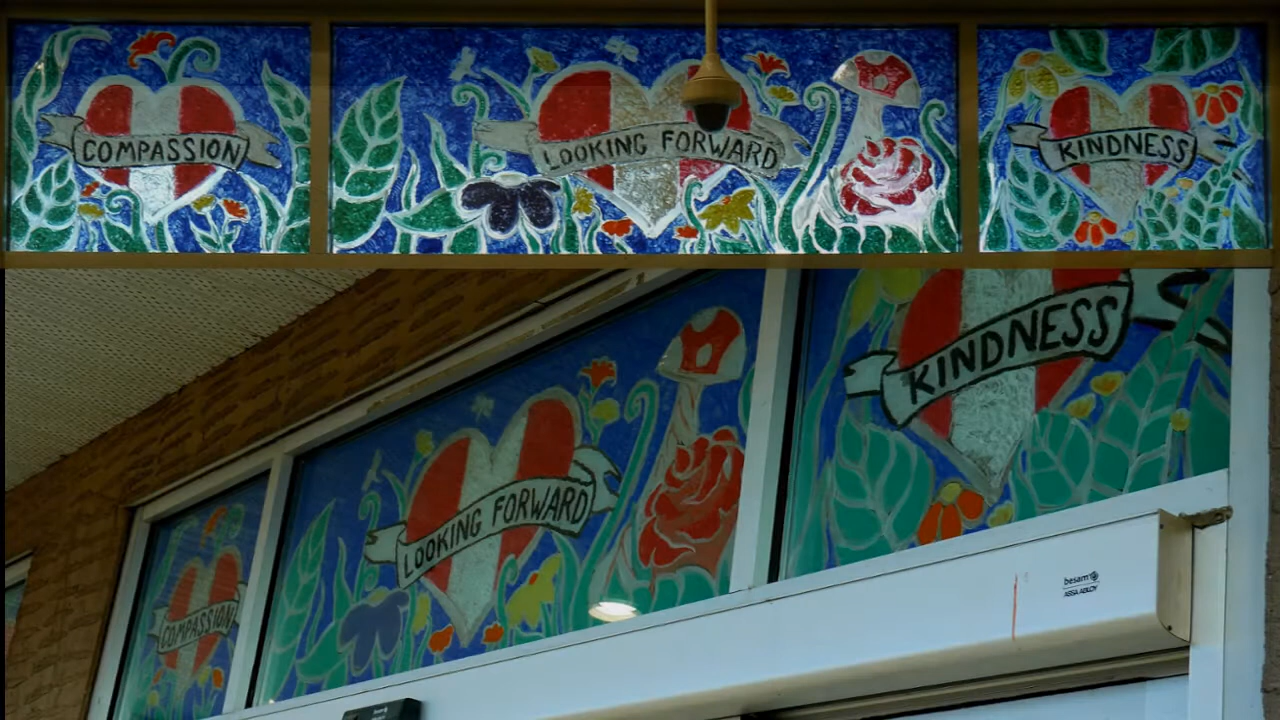 COMPASSION
LOOKING FORWARD
KINDNESS
KINDNESS
LOOKING FORWARD
COMPASSION
besam
ASSA ABLOY